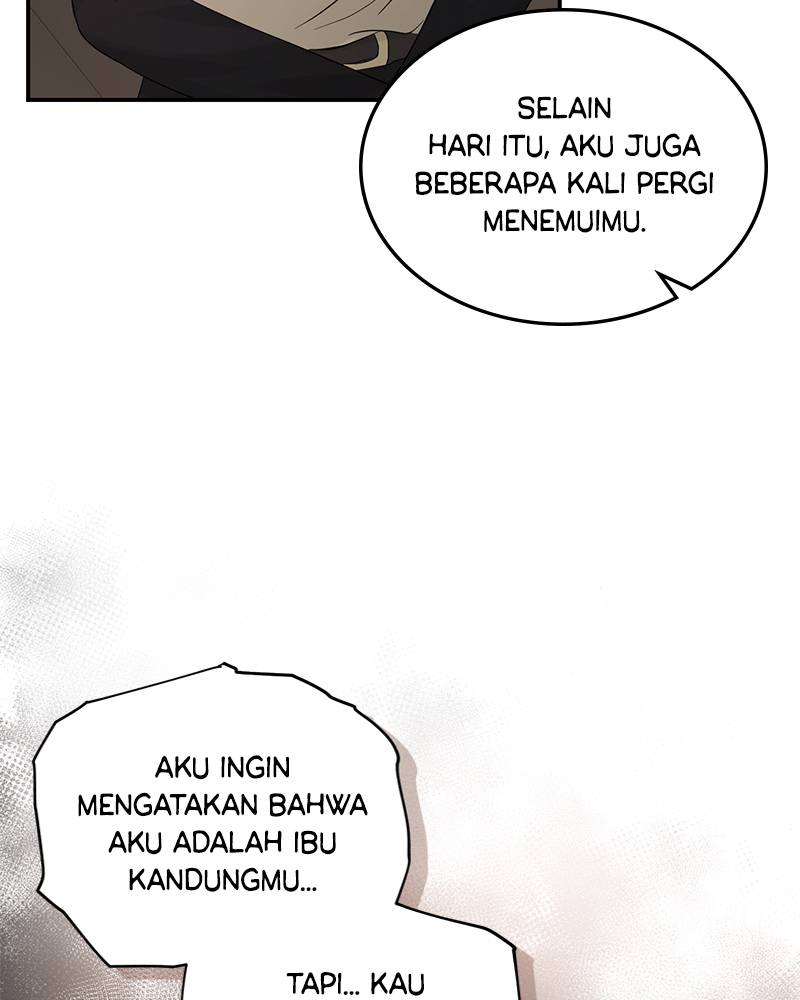 SELAIN
HARI ITU, AKU JUGA
BEBERAPA KALI PERGI
MENEMUIMU.
AKU INGIN
MENGATAKAN BAHWA
AKU ADALAH IBU
KANDUNGMU...
TAPI... KAU